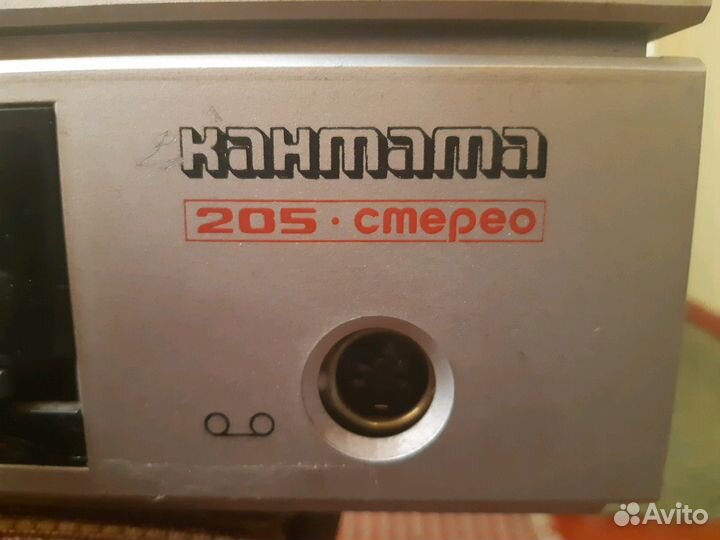 кантата
205 · стерео
Avito